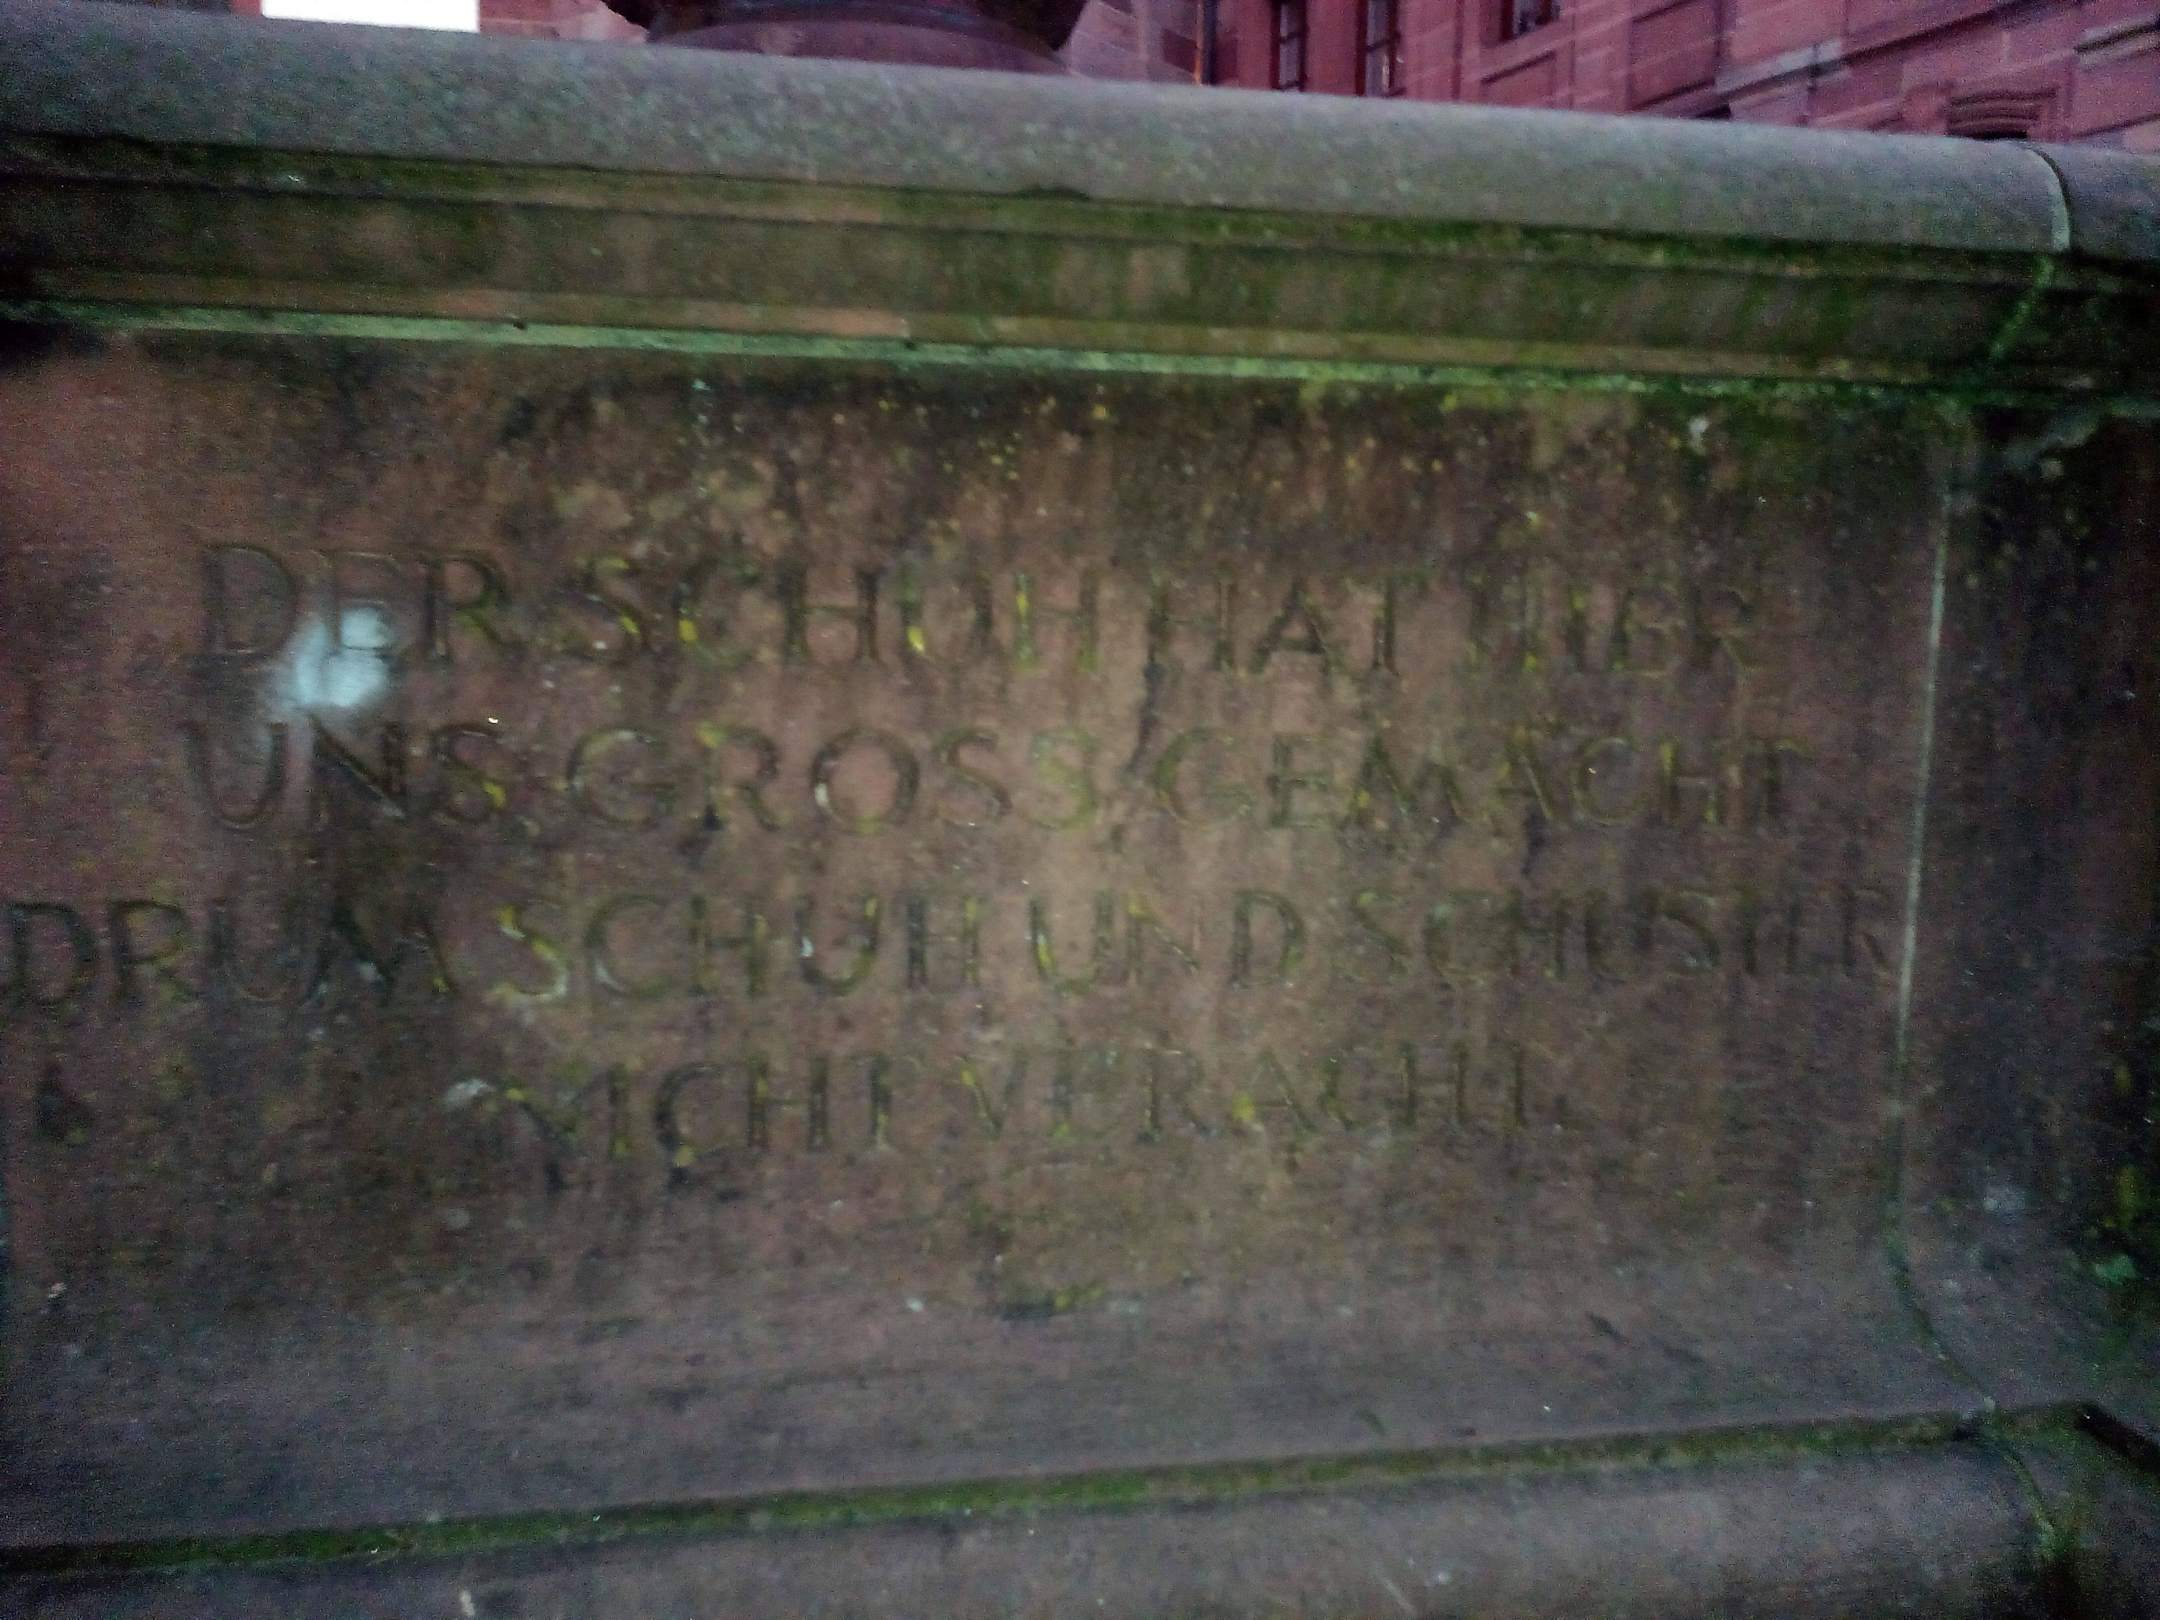 DER SCHUH HAT HIER
UNS GROSS GEMACHT
DRUM SCHUH UND SCHUSTER
NICHT VERACHT